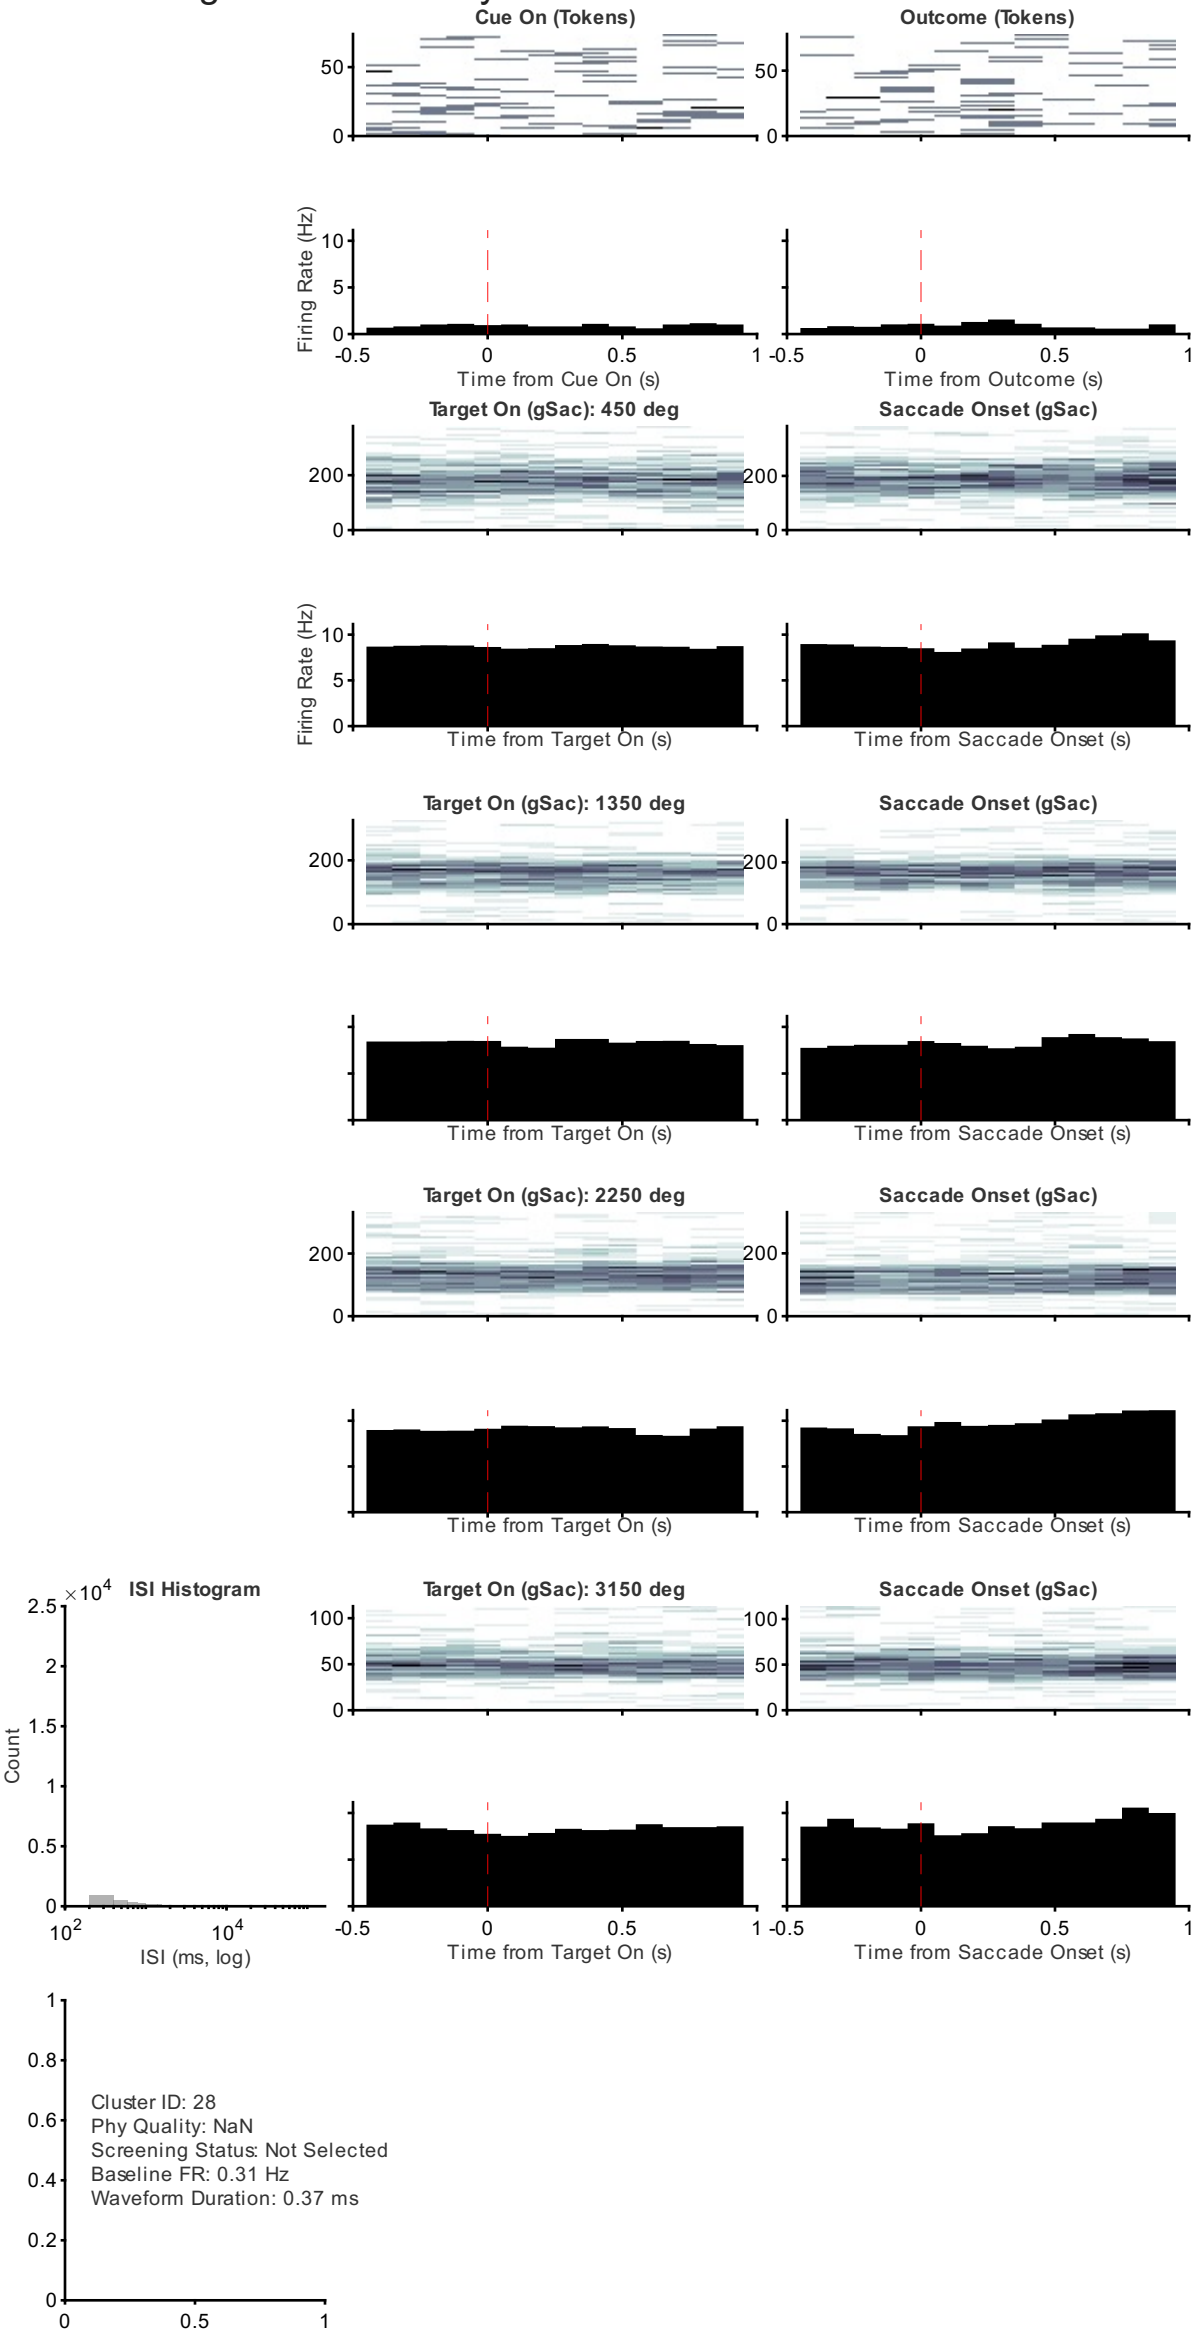 Cue On (Tokens)
Outcome (Tokens)
50
0
50
0
Firing Rate (Hz)
10
5
0
-0.5
0
0.5
1
-0.5
0
0.5
1
Time from Cue On (s)
Time from Outcome (s)
Target On (gSac): 450 deg
Saccade Onset (gSac)
200
0
200
0
Firing Rate (Hz)
10
5
0
Time from Target On (s)
Time from Saccade Onset (s)
Target On (gSac): 1350 deg
Saccade Onset (gSac)
200
0
200
0
Time from Target On (s)
Time from Saccade Onset (s)
Target On (gSac): 2250 deg
Saccade Onset (gSac)
200
0
200
0
Time from Target On (s)
Time from Saccade Onset (s)
×10^4
ISI Histogram
2.5
2
1.5
1
0.5
0
Count
10^2
10^4
ISI (ms, log)
Target On (gSac): 3150 deg
Saccade Onset (gSac)
100
50
0
100
50
0
-0.5
0
0.5
1
-0.5
0
0.5
1
Time from Target On (s)
Time from Saccade Onset (s)
1
0.8
0.6
0.4
0.2
0
0
0.5
1
Cluster ID: 28
Phy Quality: NaN
Screening Status: Not Selected
Baseline FR: 0.31 Hz
Waveform Duration: 0.37 ms